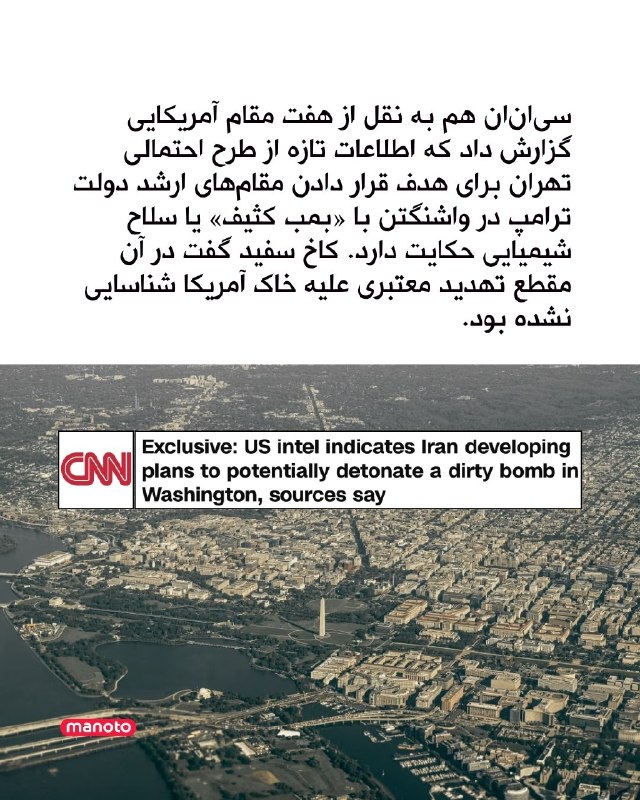 سی‌ان‌ان هم به نقل از هفت مقام آمریکایی
گزارش داد که اطلاعات تازه از طرح احتمالی
تهران برای هدف قرار دادن مقام‌های ارشد دولت
ترامپ در واشنگتن با «بمب کثیف» یا سلاح
شیمیایی حکایت دارد. کاخ سفید گفت در آن
مقطع تهدید معتبری علیه خاک آمریکا شناسایی
نشده بود.
CNN
Exclusive: US intel indicates Iran developing
plans to potentially detonate a dirty bomb in
Washington, sources say
manoto